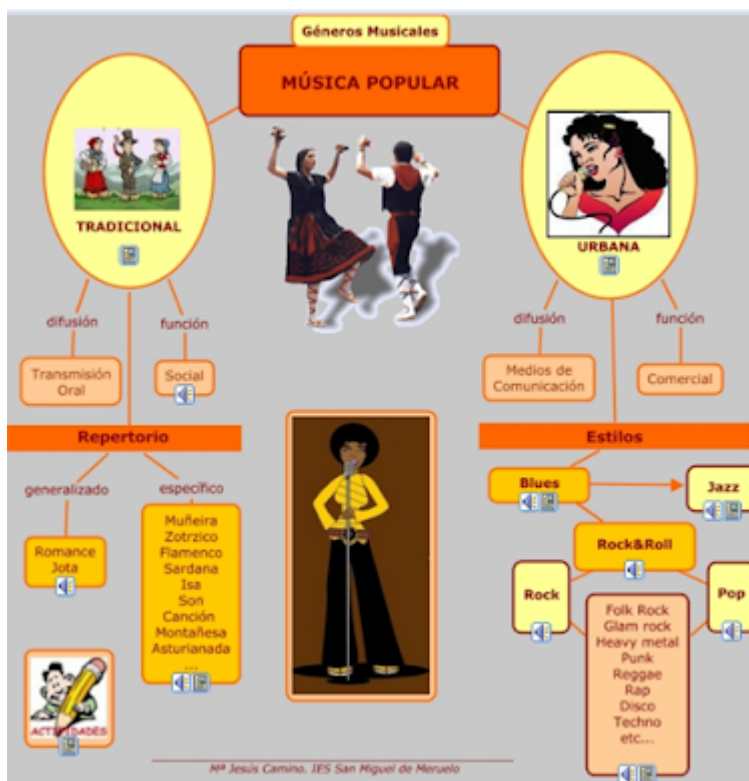 Géneros Musicales
MÚSICA POPULAR
TRADICIONAL
URBANA
difusión
función
difusión
función
Transmisión
Oral
Social
Medios de
Comunicación
Comercial
Repertorio
Estilos
generalizado
específico
Romance
Jota
Muñeira
Zotrzico
Flamenco
Sardana
Isa
Son
Canción
Montañesa
Asturianada
...
Blues
Jazz
Rock&Roll
Rock
Pop
Folk Rock
Glam rock
Heavy metal
Punk
Reggae
Rap
Disco
Techno
etc...
ACTIVIDADES
Mª Jesús Camino. IES San Miguel de Meruelo